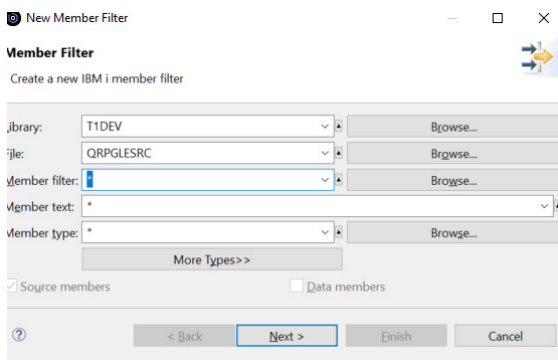 New Member Filter
Member Filter
Create a new IBM i member filter
Library: T1DEV Browse...
File: QRPGLESRC Browse...
Member filter: * Browse...
Member text: *
Member type: * Browse...
More Types>>
Source members Data members
? < Back Next > Finish Cancel